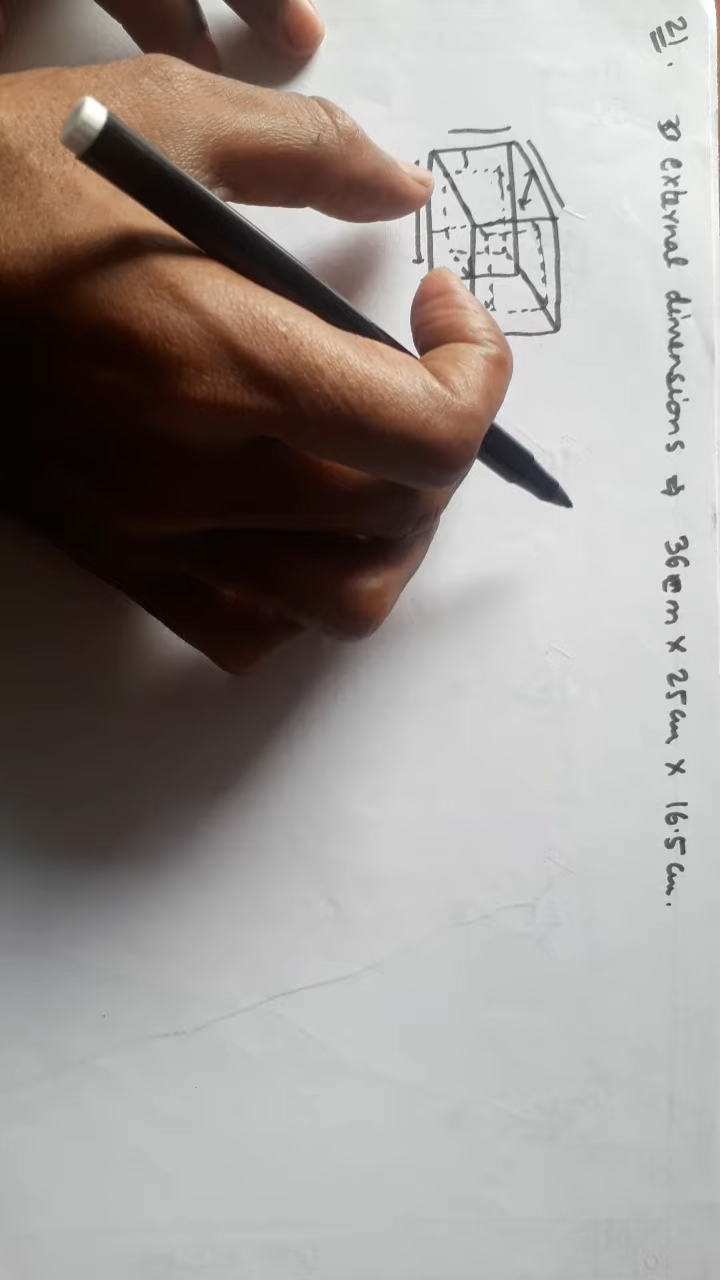 21. external dimensions ⇒ 36cm × 25cm × 16.5cm.